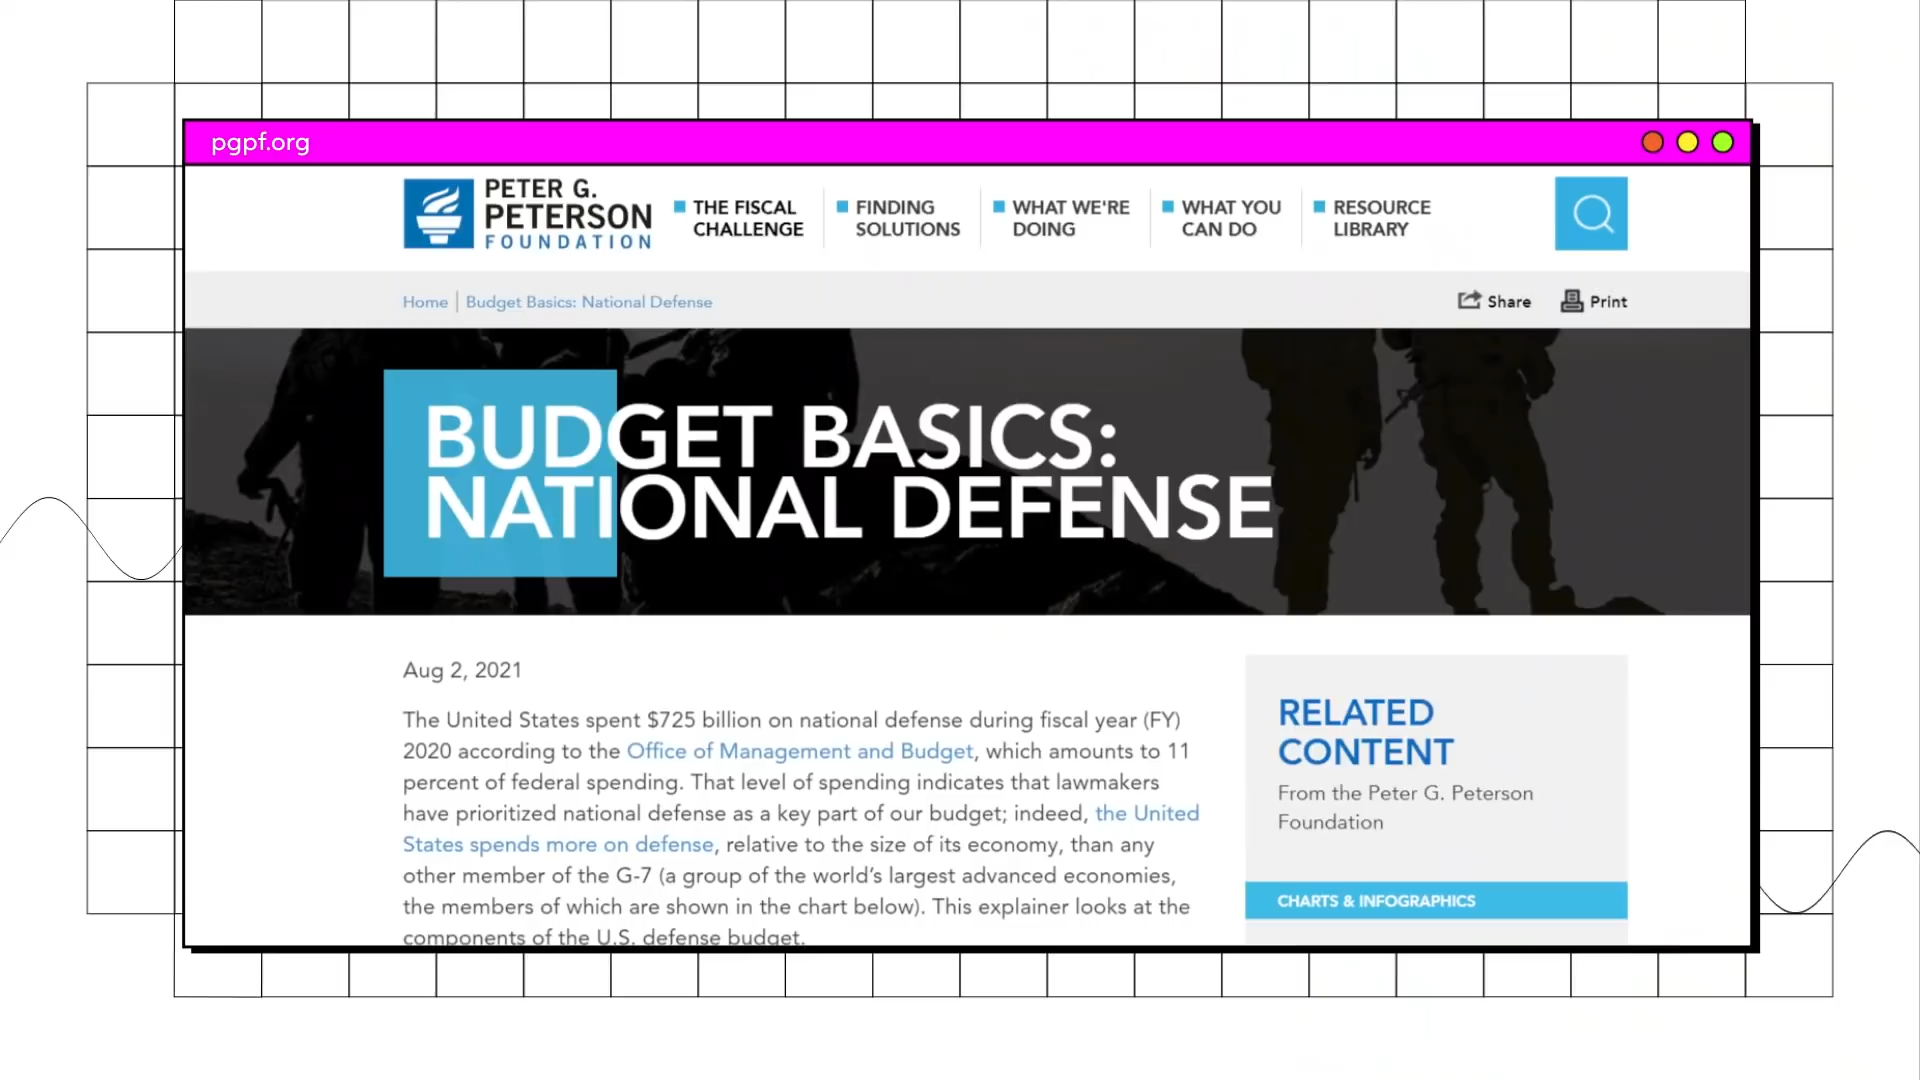 pgpf.org
PETER G.
PETERSON
FOUNDATION
THE FISCAL
CHALLENGE
FINDING
SOLUTIONS
WHAT WE'RE
DOING
WHAT YOU
CAN DO
RESOURCE
LIBRARY
Home | Budget Basics: National Defense
Share
Print
BUDGET BASICS:
NATIONAL DEFENSE
Aug 2, 2021
The United States spent $725 billion on national defense during fiscal year (FY)
2020 according to the Office of Management and Budget, which amounts to 11
percent of federal spending. That level of spending indicates that lawmakers
have prioritized national defense as a key part of our budget; indeed, the United
States spends more on defense, relative to the size of its economy, than any
other member of the G-7 (a group of the world’s largest advanced economies,
the members of which are shown in the chart below). This explainer looks at the
components of the U.S. defense budget.
RELATED
CONTENT
From the Peter G. Peterson
Foundation
CHARTS & INFOGRAPHICS